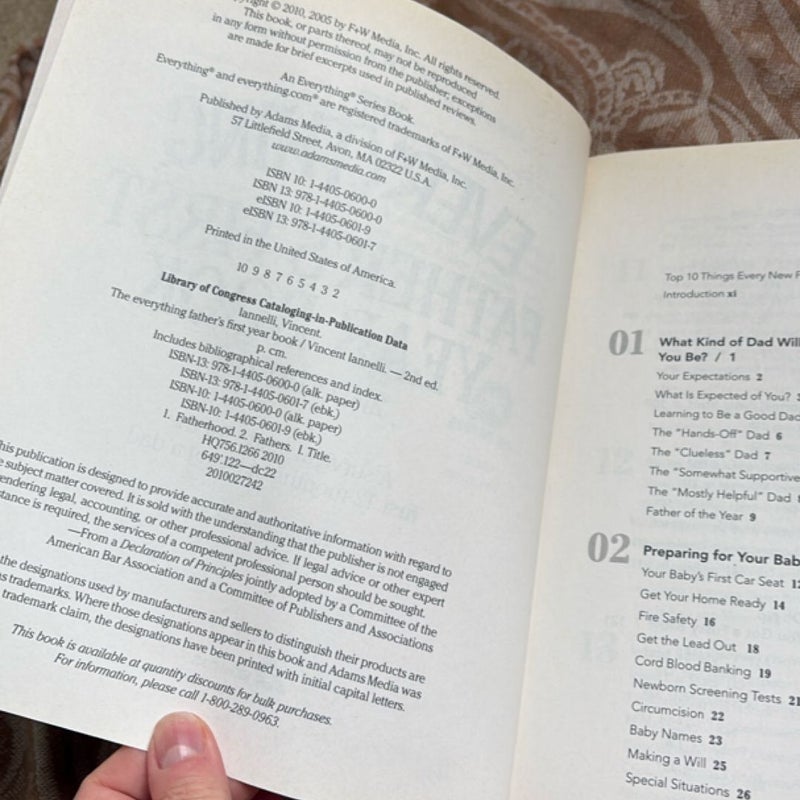 © 2010, 2005 by F+W Media, Inc. All rights reserved.
This book, or parts thereof, may not be reproduced
in any form without permission from the publisher; exceptions
are made for brief excerpts used in published reviews.
An Everything® Series Book.
Everything® and everything.com® are registered trademarks of F+W Media, Inc.
Published by Adams Media, a division of F+W Media, Inc.
57 Littlefield Street, Avon, MA 02322 U.S.A.
www.adamsmedia.com
ISBN 10: 1-4405-0600-0
ISBN 13: 978-1-4405-0600-0
eISBN 10: 1-4405-0601-9
eISBN 13: 978-1-4405-0601-7
Printed in the United States of America.
10 9 8 7 6 5 4 3 2
Library of Congress Cataloging-in-Publication Data
Iannelli, Vincent.
The everything father's first year book / Vincent Iannelli. — 2nd ed.
p. cm.
Includes bibliographical references and index.
ISBN-13: 978-1-4405-0600-0 (alk. paper)
ISBN-13: 978-1-4405-0601-7 (ebk.)
ISBN-10: 1-4405-0600-0 (alk. paper)
ISBN-10: 1-4405-0601-9 (ebk.)
1. Fatherhood. 2. Fathers. I. Title.
HQ756.I266 2010
649'.122—dc22
2010027242
his publication is designed to provide accurate and authoritative information with regard to
subject matter covered. It is sold with the understanding that the publisher is not engaged
endering legal, accounting, or other professional advice. If legal advice or other expert
stance is required, the services of a competent professional person should be sought.
—From a Declaration of Principles jointly adopted by a Committee of the
American Bar Association and a Committee of Publishers and Associations
the designations used by manufacturers and sellers to distinguish their products are
s trademarks. Where those designations appear in this book and Adams Media was
trademark claim, the designations have been printed with initial capital letters.
This book is available at quantity discounts for bulk purchases.
For information, please call 1-800-289-0963.
Top 10 Things Every New
Introduction xi
01 What Kind of Dad Will
You Be? / 1
Your Expectations 2
What Is Expected of You?
Learning to Be a Good Dad
The "Hands-Off" Dad 6
The "Clueless" Dad 7
The "Somewhat Supportive
The "Mostly Helpful" Dad
Father of the Year 9
02 Preparing for Your Bab
Your Baby's First Car Seat
Get Your Home Ready 14
Fire Safety 16
Get the Lead Out 18
Cord Blood Banking 19
Newborn Screening Tests 21
Circumcision 22
Baby Names 23
Making a Will 25
Special Situations 26